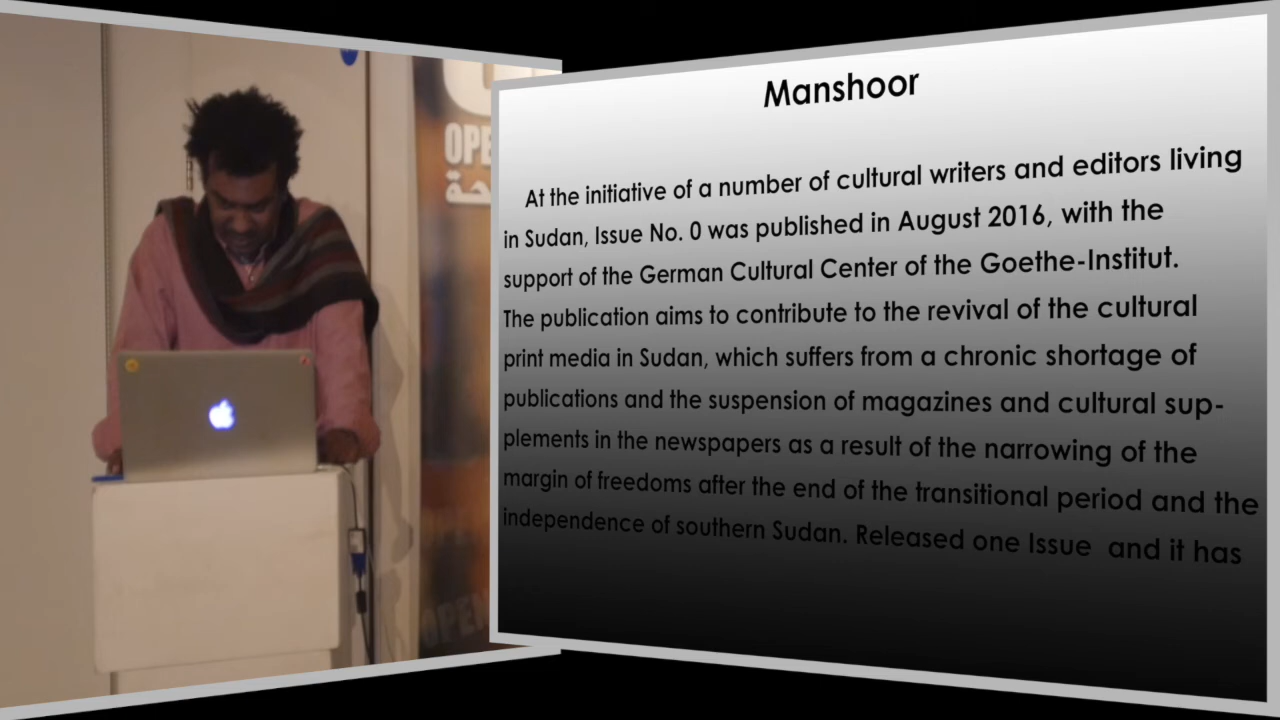 OPE
حة
OPEN
Manshoor
At the initiative of a number of cultural writers and editors living
in Sudan, Issue No. 0 was published in August 2016, with the
support of the German Cultural Center of the Goethe-Institut.
The publication aims to contribute to the revival of the cultural
print media in Sudan, which suffers from a chronic shortage of
publications and the suspension of magazines and cultural sup-
plements in the newspapers as a result of the narrowing of the
margin of freedoms after the end of the transitional period and the
independence of southern Sudan. Released one Issue and it has